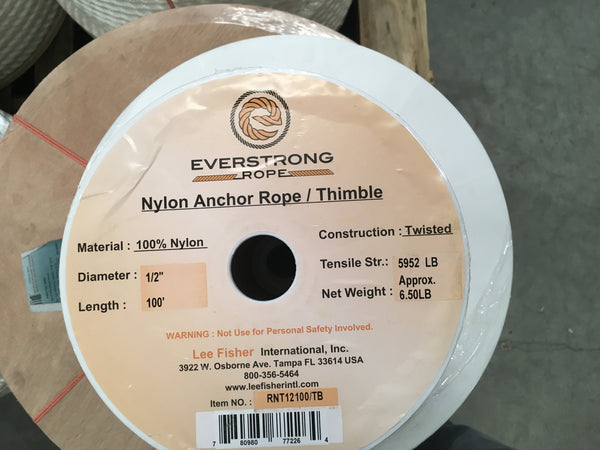 EVERSTRONG
ROPE
Nylon Anchor Rope / Thimble
Material : 100% Nylon
Construction : Twisted
Diameter : 1/2"
Tensile Str.: 5952 LB
Length : 100'
Net Weight : Approx. 6.50LB
WARNING : Not Use for Personal Safety Involved.
Lee Fisher International, Inc.
3922 W. Osborne Ave. Tampa FL 33614 USA
800-356-5464
www.leefisherintl.com
Item NO. : RNT12100/TB
7 80980 77226 4